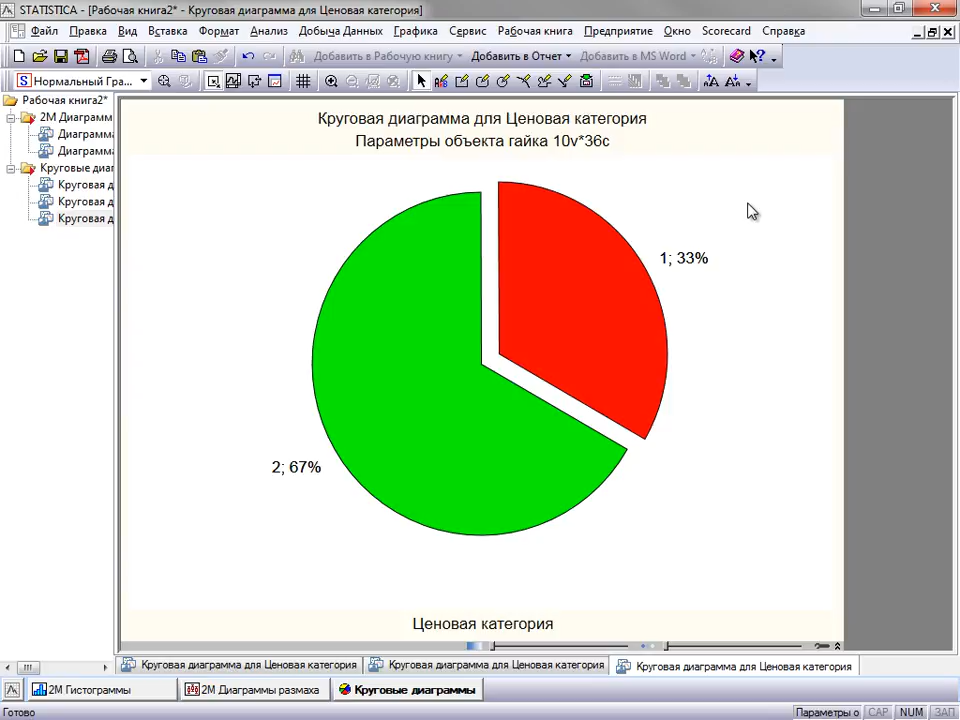 STATISTICA - [Рабочая книга2* - Круговая диаграмма для Ценовая категория]
Файл Правка Вид Вставка Формат Анализ Добыча Данных Графика Сервис Рабочая книга Предприятие Окно Scorecard Справка
Добавить в Рабочую книгу Добавить в Отчет Добавить в MS Word
Нормальный Гра...
Рабочая книга2*
2М Диаграмм
Диаграмма
Диаграмма
Круговые диаг
Круговая д
Круговая д
Круговая д
Круговая диаграмма для Ценовая категория
Параметры объекта гайка 10v*36c
1; 33%
2; 67%
Ценовая категория
Круговая диаграмма для Ценовая категория Круговая диаграмма для Ценовая категория Круговая диаграмма для Ценовая категория
2М Гистограммы 2М Диаграммы размаха Круговые диаграммы
Готово Параметры о CAP NUM ЗАП